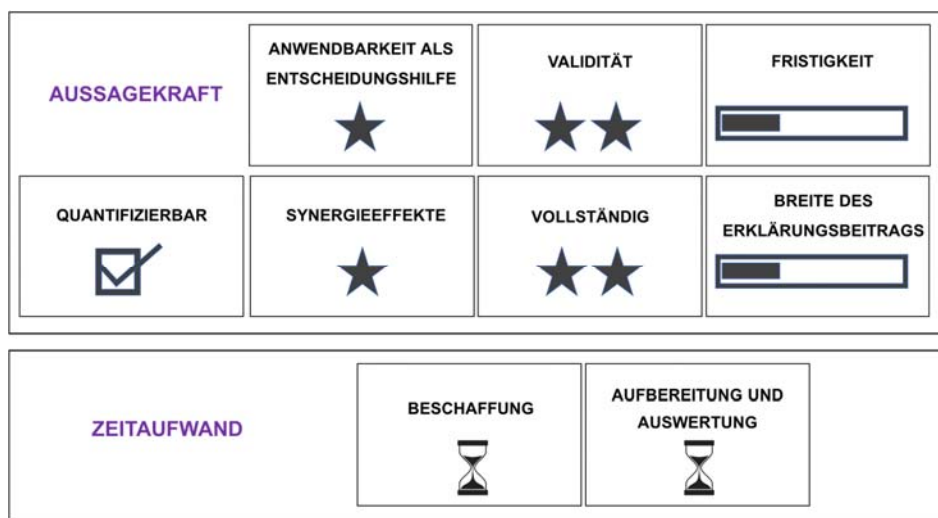 AUSSAGEKRAFT
ANWENDBARKEIT ALS
ENTSCHEIDUNGSHILFE
VALIDITÄT
FRISTIGKEIT
QUANTIFIZIERBAR
SYNERGIEEFFEKTE
VOLLSTÄNDIG
BREITE DES
ERKLÄRUNGSBEITRAGS
ZEITAUFWAND
BESCHAFFUNG
AUFBEREITUNG UND
AUSWERTUNG